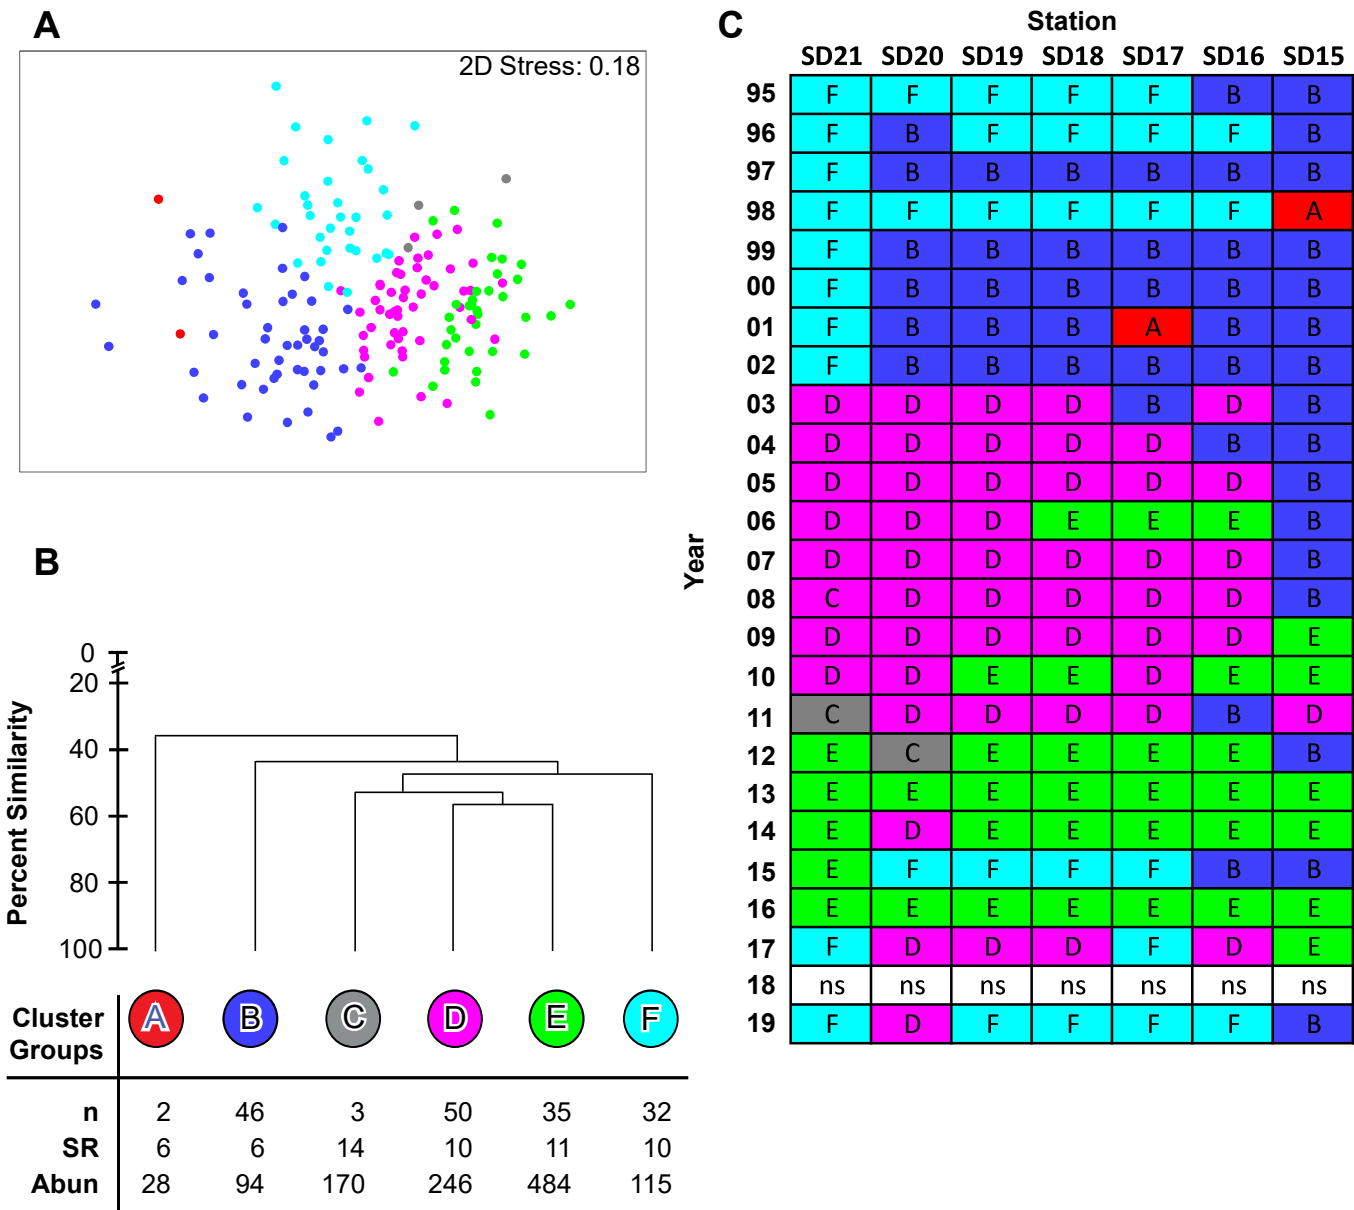 A
2D Stress: 0.18
B
0
20
40
60
80
100
Percent Similarity
Cluster Groups
A B C D E F
n 2 46 3 50 35 32
SR 6 6 14 10 11 10
Abun 28 94 170 246 484 115
C
Station
SD21 SD20 SD19 SD18 SD17 SD16 SD15
Year
95 F F F F F B B
96 F B F F F F B
97 F B B B B B B
98 F F F F F F A
99 F B B B B B B
00 F B B B B B B
01 F B B B A B B
02 F B B B B B B
03 D D D D B D B
04 D D D D D B B
05 D D D D D D B
06 D D D E E E B
07 D D D D D D B
08 C D D D D D B
09 D D D D D D E
10 D D E E D E E
11 C D D D D B D
12 E C E E E E B
13 E E E E E E E
14 E D E E E E E
15 E F F F F B B
16 E E E E E E E
17 F D D D F D E
18 ns ns ns ns ns ns ns
19 F D F F F F B